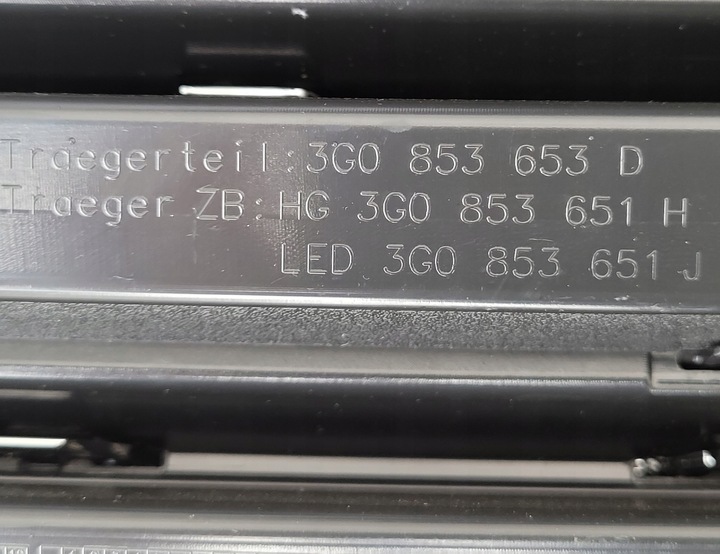 Traegerteil: 3G0 853 653 D
Traeger ZB: HG 3G0 853 651 H
LED 3G0 853 651 J